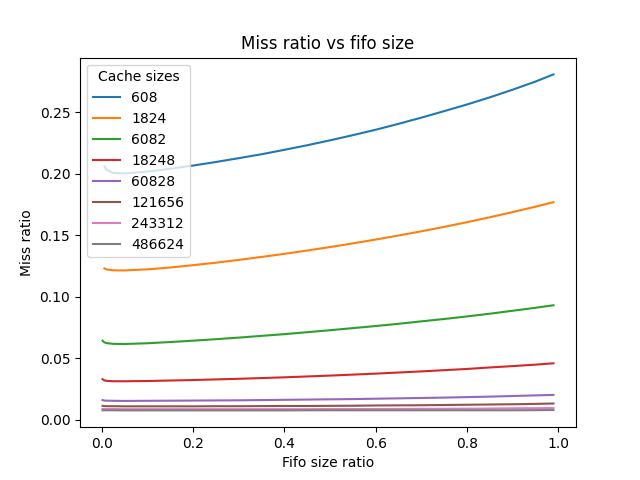 Miss ratio vs fifo size
Cache sizes
608
1824
6082
18248
60828
121656
243312
486624
Miss ratio
0.25
0.20
0.15
0.10
0.05
0.00
0.0 0.2 0.4 0.6 0.8 1.0
Fifo size ratio